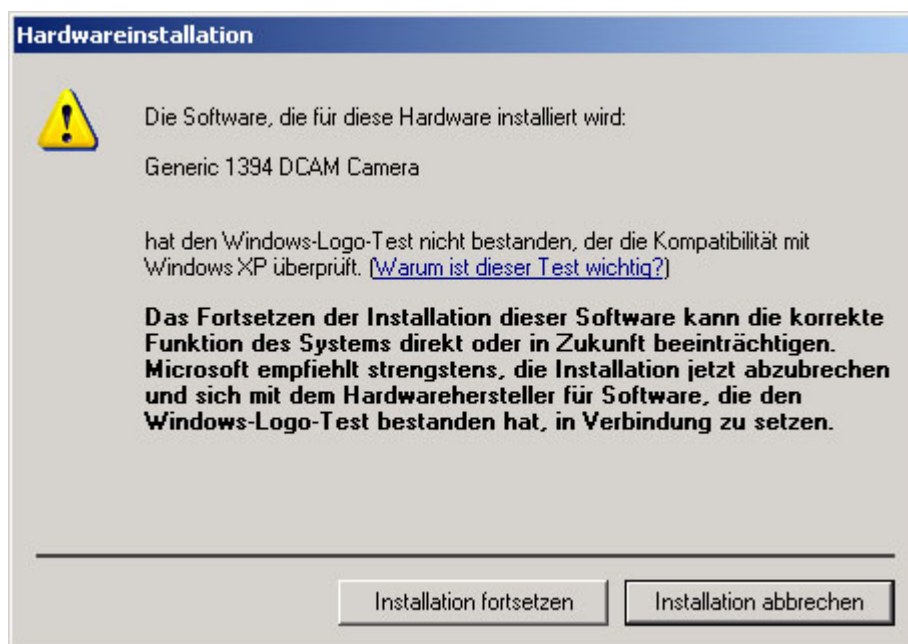 Hardwareinstallation
Die Software, die für diese Hardware installiert wird:
Generic 1394 DCAM Camera
hat den Windows-Logo-Test nicht bestanden, der die Kompatibilität mit
Windows XP überprüft. (Warum ist dieser Test wichtig?)
Das Fortsetzen der Installation dieser Software kann die korrekte
Funktion des Systems direkt oder in Zukunft beeinträchtigen.
Microsoft empfiehlt strengstens, die Installation jetzt abzubrechen
und sich mit dem Hardwarehersteller für Software, die den
Windows-Logo-Test bestanden hat, in Verbindung zu setzen.
Installation fortsetzen
Installation abbrechen